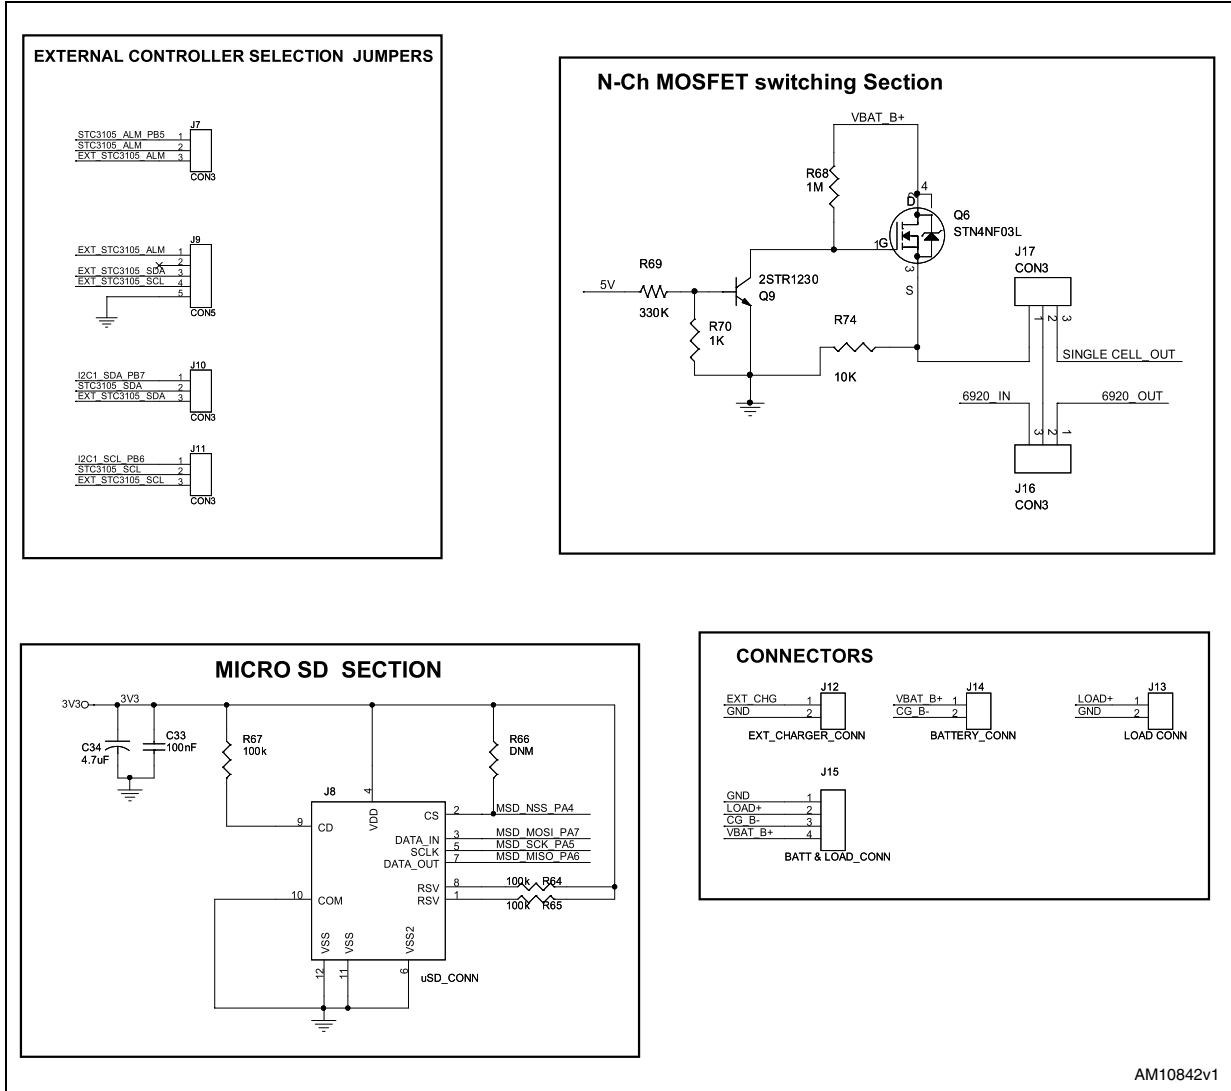 EXTERNAL CONTROLLER SELECTION JUMPERS
J7
STC3105_ALM_PB5 1
STC3105_ALM 2
EXT_STC3105_ALM 3
CON3
J9
EXT_STC3105_ALM 1
2
EXT_STC3105_SDA 3
EXT_STC3105_SCL 4
5
CON5
J10
I2C1_SDA_PB7 1
STC3105_SDA 2
EXT_STC3105_SDA 3
CON3
J11
I2C1_SCL_PB6 1
STC3105_SCL 2
EXT_STC3105_SCL 3
CON3
N-Ch MOSFET switching Section
VBAT_B+
R68
1M
4
D
Q6
STN4NF03L
1
G
3
S
R69
5V
330K
2STR1230
Q9
R70
1K
R74
10K
J17
CON3
1 2 3
SINGLE CELL_OUT
6920_IN
6920_OUT
3 2 1
J16
CON3
MICRO SD SECTION
3V3
3V3
C34
4.7uF
C33
100nF
R67
100k
R66
DNM
J8
4
VDD
9
CD
CS
2
MSD_NSS_PA4
DATA_IN
3
MSD_MOSI_PA7
SCLK
5
MSD_SCK_PA5
DATA_OUT
7
MSD_MISO_PA6
RSV
8
100k R64
RSV
1
100k R65
10
COM
VSS
VSS
VSS2
12
11
6
uSD_CONN
CONNECTORS
J12
EXT_CHG 1
GND 2
EXT_CHARGER_CONN
J14
VBAT_B+ 1
CG_B- 2
BATTERY_CONN
J13
LOAD+ 1
GND 2
LOAD CONN
J15
GND 1
LOAD+ 2
CG_B- 3
VBAT_B+ 4
BATT & LOAD_CONN
AM10842v1